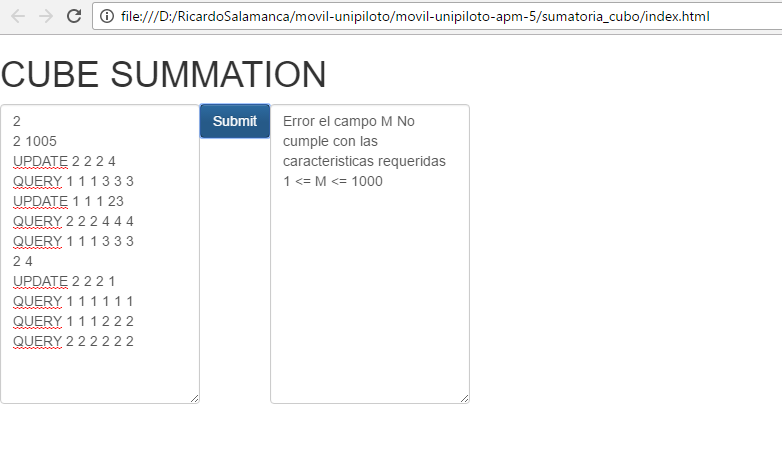 file:///D:/RicardoSalamanca/movil-unipiloto/movil-unipiloto-apm-5/sumatoria_cubo/index.html
CUBE SUMMATION
2
2 1005
UPDATE 2 2 2 4
QUERY 1 1 1 3 3 3
UPDATE 1 1 1 23
QUERY 2 2 2 4 4 4
QUERY 1 1 1 3 3 3
2 4
UPDATE 2 2 2 1
QUERY 1 1 1 1 1 1
QUERY 1 1 1 2 2 2
QUERY 2 2 2 2 2 2
Submit
Error el campo M No
cumple con las
caracteristicas requeridas
1 <= M <= 1000